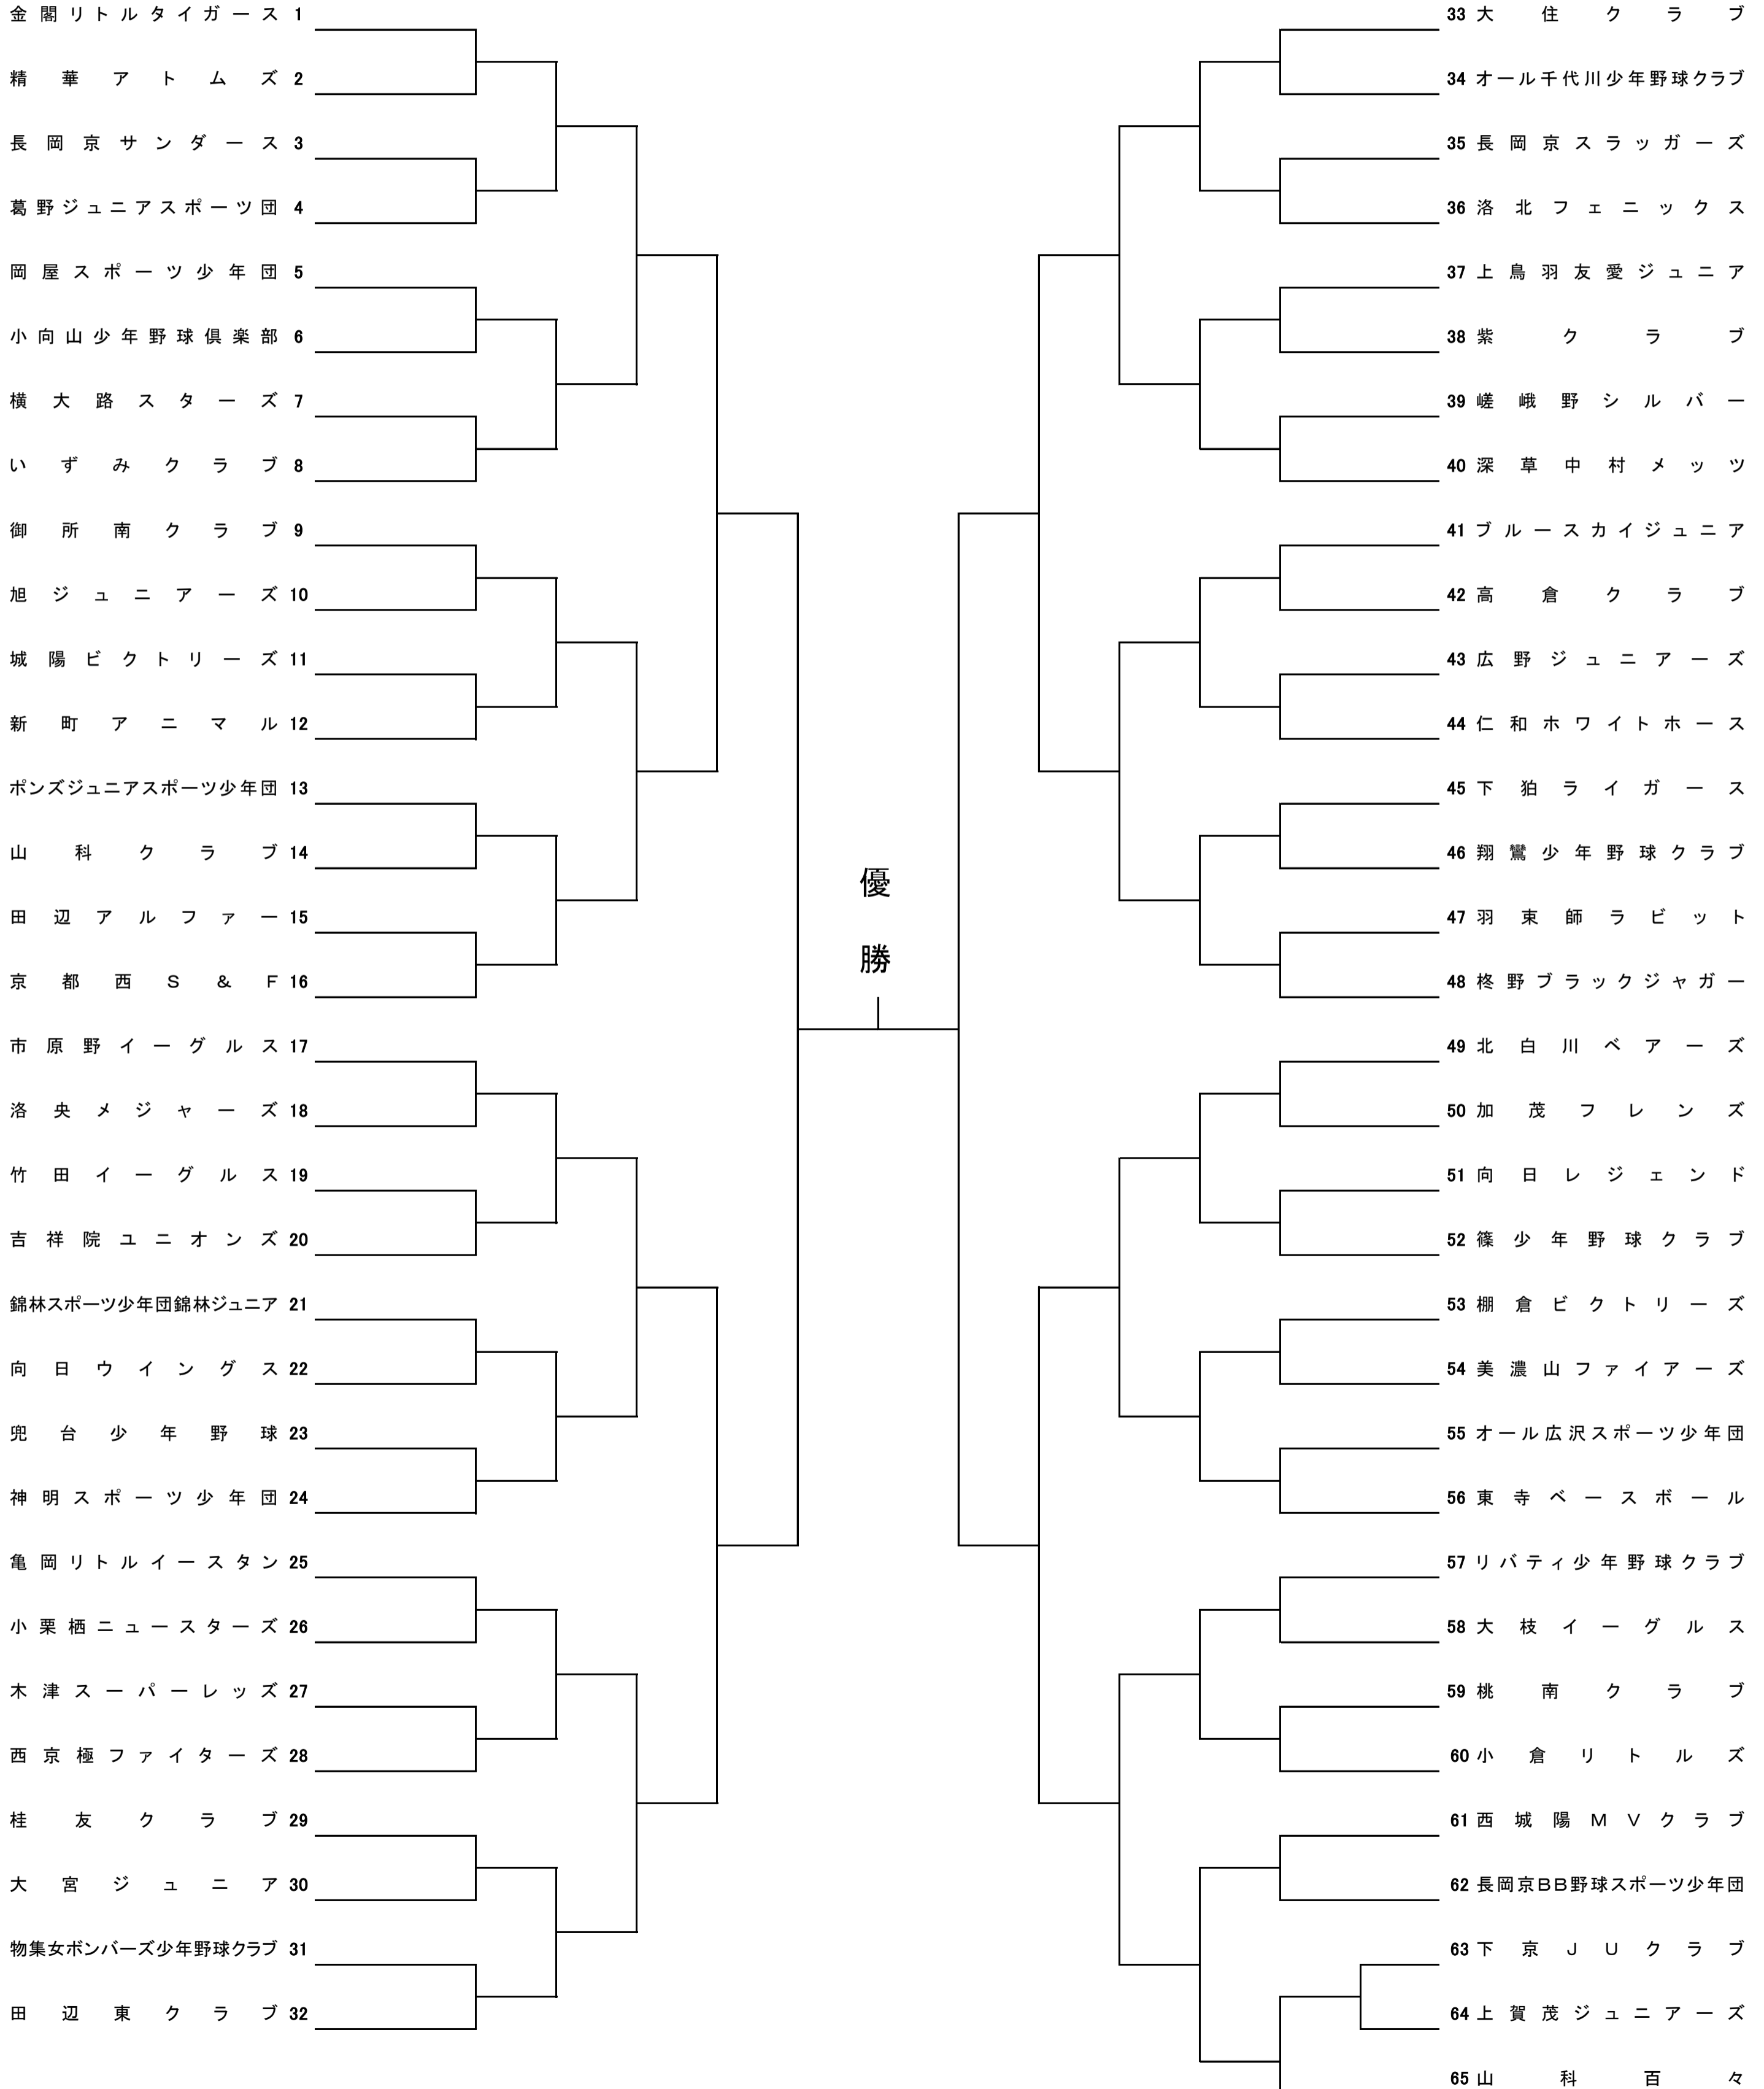 金閣リトルタイガース 1
精華アトムズ 2
長岡京サンダース 3
葛野ジュニアスポーツ団 4
岡屋スポーツ少年団 5
小向山少年野球倶楽部 6
横大路スターズ 7
いずみクラブ 8
御所南クラブ 9
旭ジュニアーズ 10
城陽ビクトリーズ 11
新町アニマル 12
ポンズジュニアスポーツ少年団 13
山科クラブ 14
田辺アルファー 15
京都西S&F 16
市原野イーグルス 17
洛央メジャーズ 18
竹田イーグルス 19
吉祥院ユニオンズ 20
錦林スポーツ少年団錦林ジュニア 21
向日ウイングス 22
兜台少年野球 23
神明スポーツ少年団 24
亀岡リトルイースタン 25
小栗栖ニュースターズ 26
木津スーパーレッズ 27
西京極ファイターズ 28
桂友クラブ 29
大宮ジュニア 30
物集女ボンバーズ少年野球クラブ 31
田辺東クラブ 32
優
勝
33 大住クラブ
34 オール千代川少年野球クラブ
35 長岡京スラッガーズ
36 洛北フェニックス
37 上鳥羽友愛ジュニア
38 紫クラブ
39 嵯峨野シルバー
40 深草中村メッツ
41 ブルースカイジュニア
42 高倉クラブ
43 広野ジュニアーズ
44 仁和ホワイトホース
45 下狛ライガース
46 翔鸞少年野球クラブ
47 羽束師ラビット
48 柊野ブラックジャガー
49 北白川ベアーズ
50 加茂フレンズ
51 向日レジェンド
52 篠少年野球クラブ
53 棚倉ビクトリーズ
54 美濃山ファイアーズ
55 オール広沢スポーツ少年団
56 東寺ベースボール
57 リバティ少年野球クラブ
58 大枝イーグルス
59 桃南クラブ
60 小倉リトルズ
61 西城陽MVクラブ
62 長岡京BB野球スポーツ少年団
63 下京JUクラブ
64 上賀茂ジュニアーズ
65 山科百々